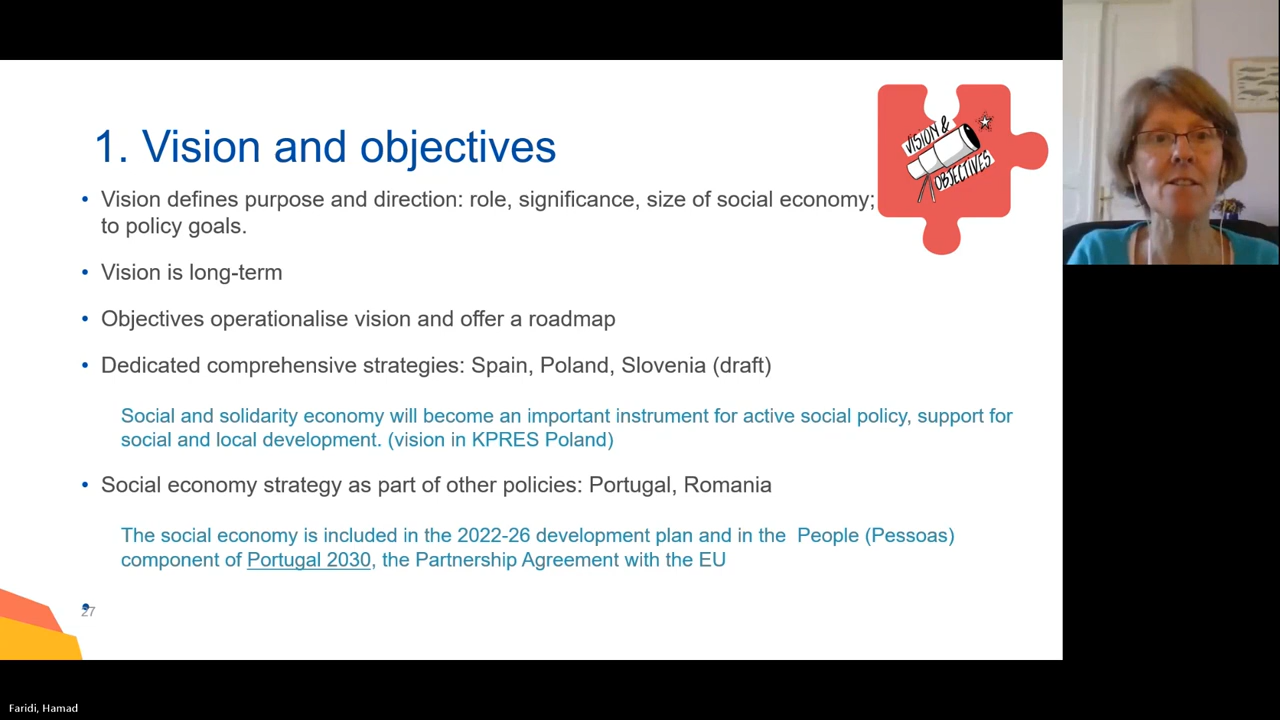 1. Vision and objectives
VISION &
OBJECTIVES
• Vision defines purpose and direction: role, significance, size of social economy;
to policy goals.
• Vision is long-term
• Objectives operationalise vision and offer a roadmap
• Dedicated comprehensive strategies: Spain, Poland, Slovenia (draft)
Social and solidarity economy will become an important instrument for active social policy, support for
social and local development. (vision in KPRES Poland)
• Social economy strategy as part of other policies: Portugal, Romania
The social economy is included in the 2022-26 development plan and in the People (Pessoas)
component of Portugal 2030, the Partnership Agreement with the EU
27
Faridi, Hamad